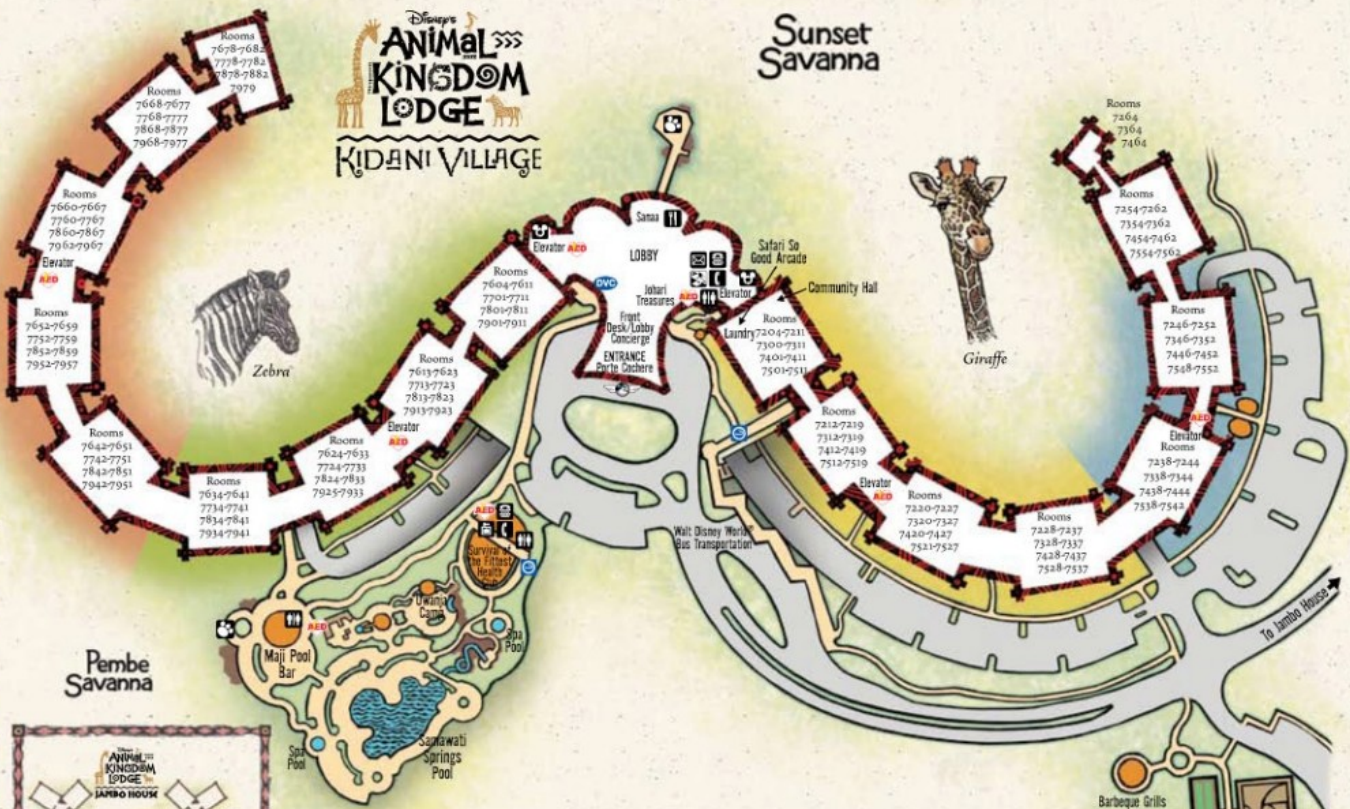 Disney's
ANIMAL
KINGDOM
LODGE
KIDANI VILLAGE
Sunset
Savanna
Rooms
7678-7682
7778-7782
7878-7882
7979
Rooms
7668-7677
7768-7777
7868-7877
7968-7977
Rooms
7660-7667
7760-7767
7860-7867
7962-7967
Elevator
AED
Rooms
7652-7659
7752-7759
7852-7859
7952-7957
Rooms
7642-7651
7742-7751
7842-7851
7942-7951
Rooms
7634-7641
7734-7741
7834-7841
7934-7941
Rooms
7624-7633
7724-7733
7824-7833
7925-7933
Elevator
AED
Rooms
7613-7623
7713-7723
7813-7823
7913-7923
Rooms
7604-7611
7701-7711
7801-7811
7901-7911
Zebra
Elevator AED
Sanaa
LOBBY
DVC
Johari
Treasures
AED
Elevator
Front
Desk/Lobby
Concierge
ENTRANCE
Porte Cochere
Safari So
Good Arcade
Community Hall
Laundry
Rooms
7204-7211
7300-7311
7401-7411
7501-7511
Rooms
7212-7219
7312-7319
7412-7419
7512-7519
Elevator
AED
Rooms
7220-7227
7320-7327
7420-7427
7521-7527
Rooms
7228-7237
7328-7337
7428-7437
7528-7537
AED
Elevator
Rooms
7238-7244
7338-7344
7438-7444
7538-7542
Rooms
7246-7252
7346-7352
7446-7452
7548-7552
Rooms
7254-7262
7354-7362
7454-7462
7554-7562
Rooms
7264
7364
7464
Giraffe
Walt Disney World®
Bus Transportation
AED
Survival of
the Fittest
Health
Uwanja
Camp
Spa
Pool
AED
Maji Pool
Bar
Samawati
Springs
Pool
Spa
Pool
Pembe
Savanna
Disney's
ANIMAL
KINGDOM
LODGE
JAMBO HOUSE
To Jambo House
Barbeque Grills